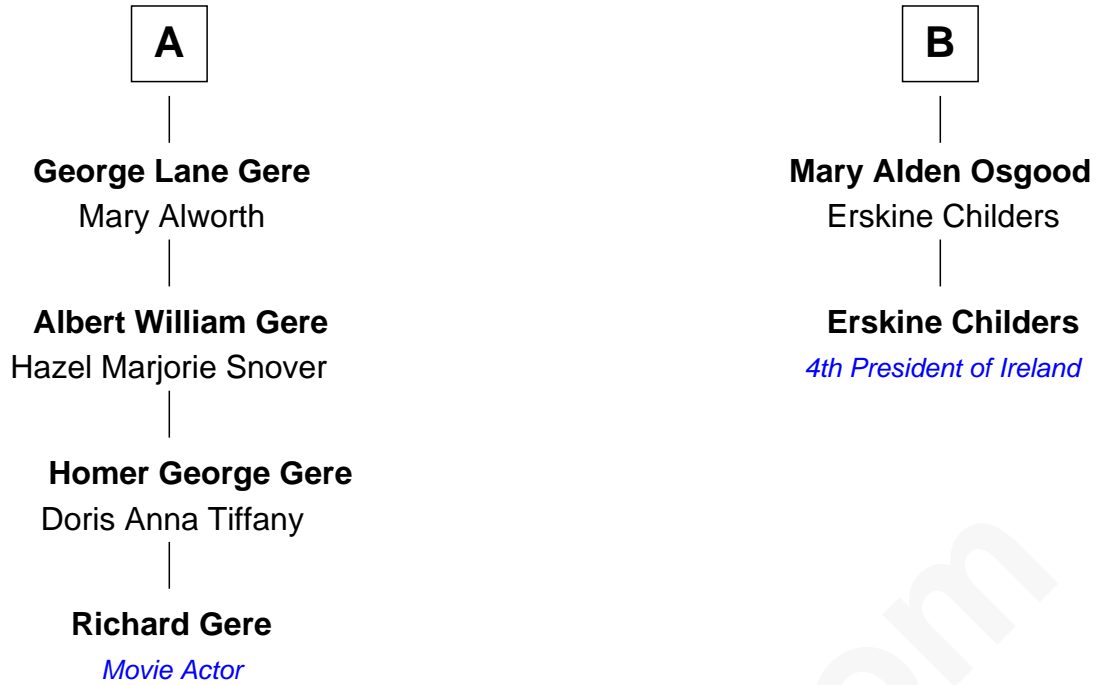 A
George Lane Gere
Mary Alworth
Albert William Gere
Hazel Marjorie Snover
Homer George Gere
Doris Anna Tiffany
Richard Gere
Movie Actor
B
Mary Alden Osgood
Erskine Childers
Erskine Childers
4th President of Ireland
om